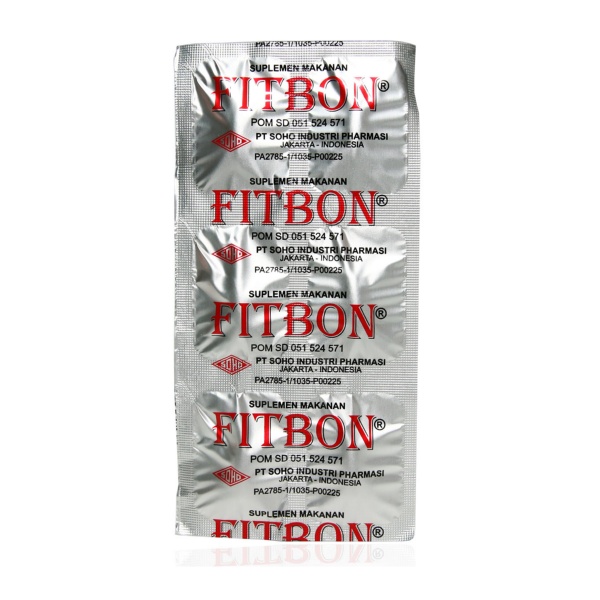 PA2785-1/1035-P00225
SUPLEMEN MAKANAN
FITBON®
POM SD 051 524 571
SOHO PT SOHO INDUSTRI PHARMASI
JAKARTA - INDONESIA
PA2785-1/1035-P00225
SUPLEMEN MAKANAN
FITBON®
POM SD 051 524 571
SOHO PT SOHO INDUSTRI PHARMASI
JAKARTA - INDONESIA
PA2785-1/1035-P00225
SUPLEMEN MAKANAN
FITBON®
POM SD 051 524 571
SOHO PT SOHO INDUSTRI PHARMASI
JAKARTA - INDONESIA
PA2785-1/1035-P00225
SUPLEMEN MAKANAN
FITBON®
POM SD 051 524 571
SOHO PT SOHO INDUSTRI PHARMASI
JAKARTA - INDONESIA
PA2785-1/1035-P00225
SUPLEMEN MAKANAN
FITBON®